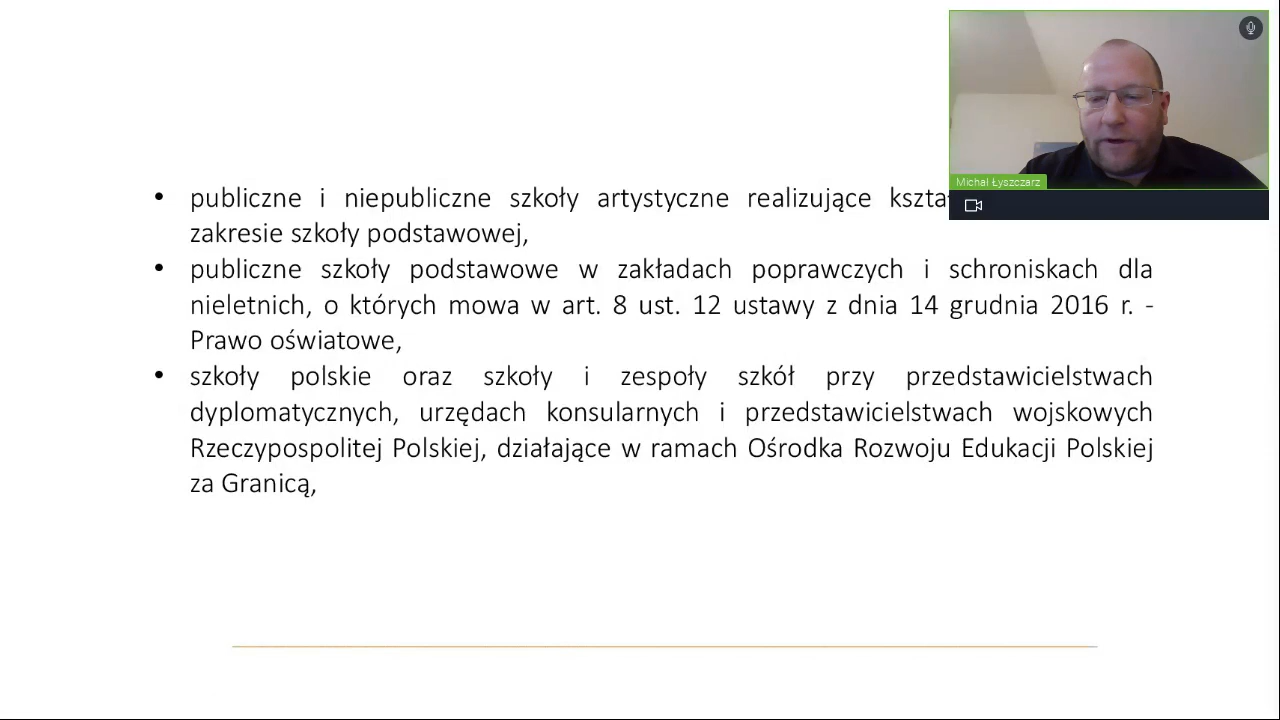 Michał Łyszczarz
• publiczne i niepubliczne szkoły artystyczne realizujące
zakresie szkoły podstawowej,
• publiczne szkoły podstawowe w zakładach poprawczych i schroniskach dla
nieletnich, o których mowa w art. 8 ust. 12 ustawy z dnia 14 grudnia 2016 r. -
Prawo oświatowe,
• szkoły polskie oraz szkoły i zespoły szkół przy przedstawicielstwach
dyplomatycznych, urzędach konsularnych i przedstawicielstwach wojskowych
Rzeczypospolitej Polskiej, działające w ramach Ośrodka Rozwoju Edukacji Polskiej
za Granicą,